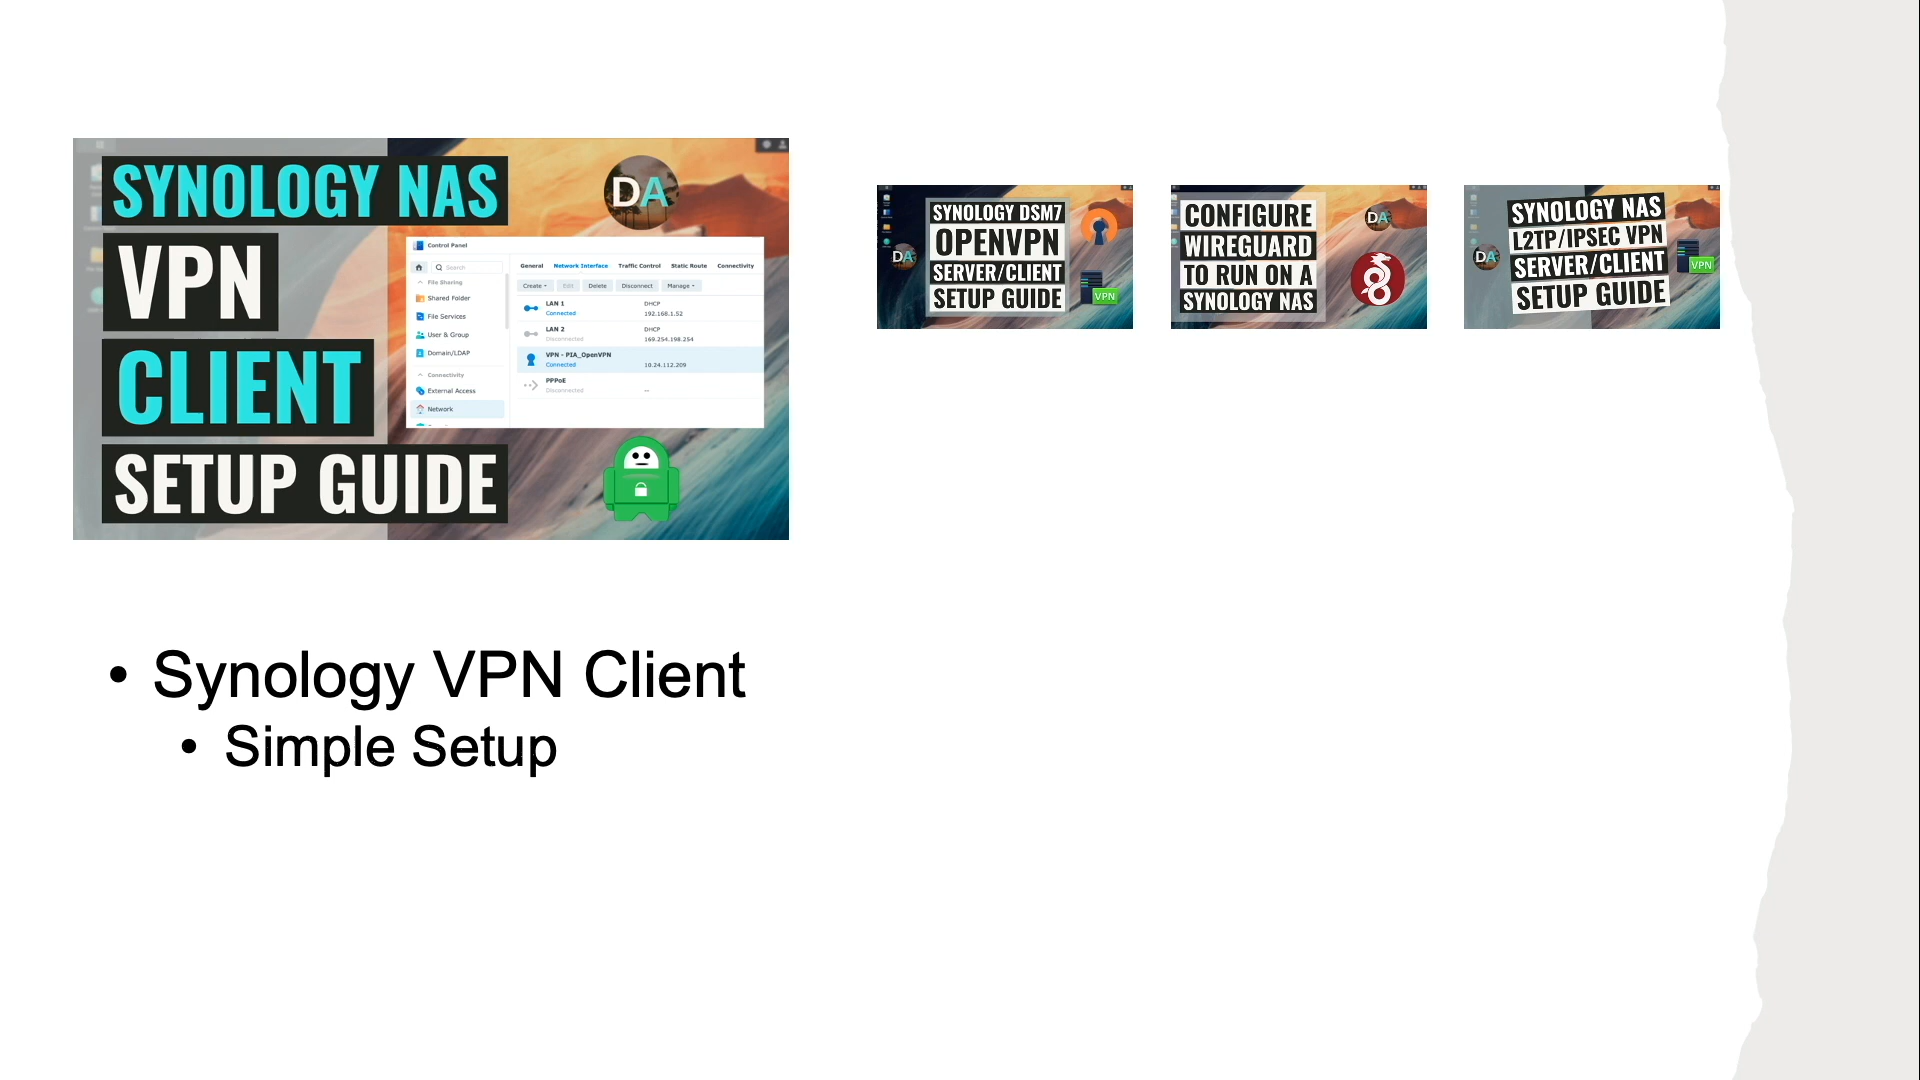 SYNOLOGY NAS
VPN
CLIENT
SETUP GUIDE
DA
Control Panel
Search
File Sharing
Shared Folder
File Services
User & Group
Domain/LDAP
Connectivity
External Access
Network
General Network Interface Traffic Control Static Route Connectivity
Create Edit Delete Disconnect Manage
LAN 1 DHCP
Connected 192.168.1.52
LAN 2 DHCP
Disconnected 169.254.198.254
VPN - PIA_OpenVPN
Connected 10.24.112.209
PPPoE
Disconnected --
SYNOLOGY DSM7
OPENVPN
SERVER/CLIENT
SETUP GUIDE
DA
VPN
CONFIGURE
WIREGUARD
TO RUN ON A
SYNOLOGY NAS
DA
SYNOLOGY NAS
L2TP/IPSEC VPN
SERVER/CLIENT
SETUP GUIDE
DA
VPN
• Synology VPN Client
• Simple Setup